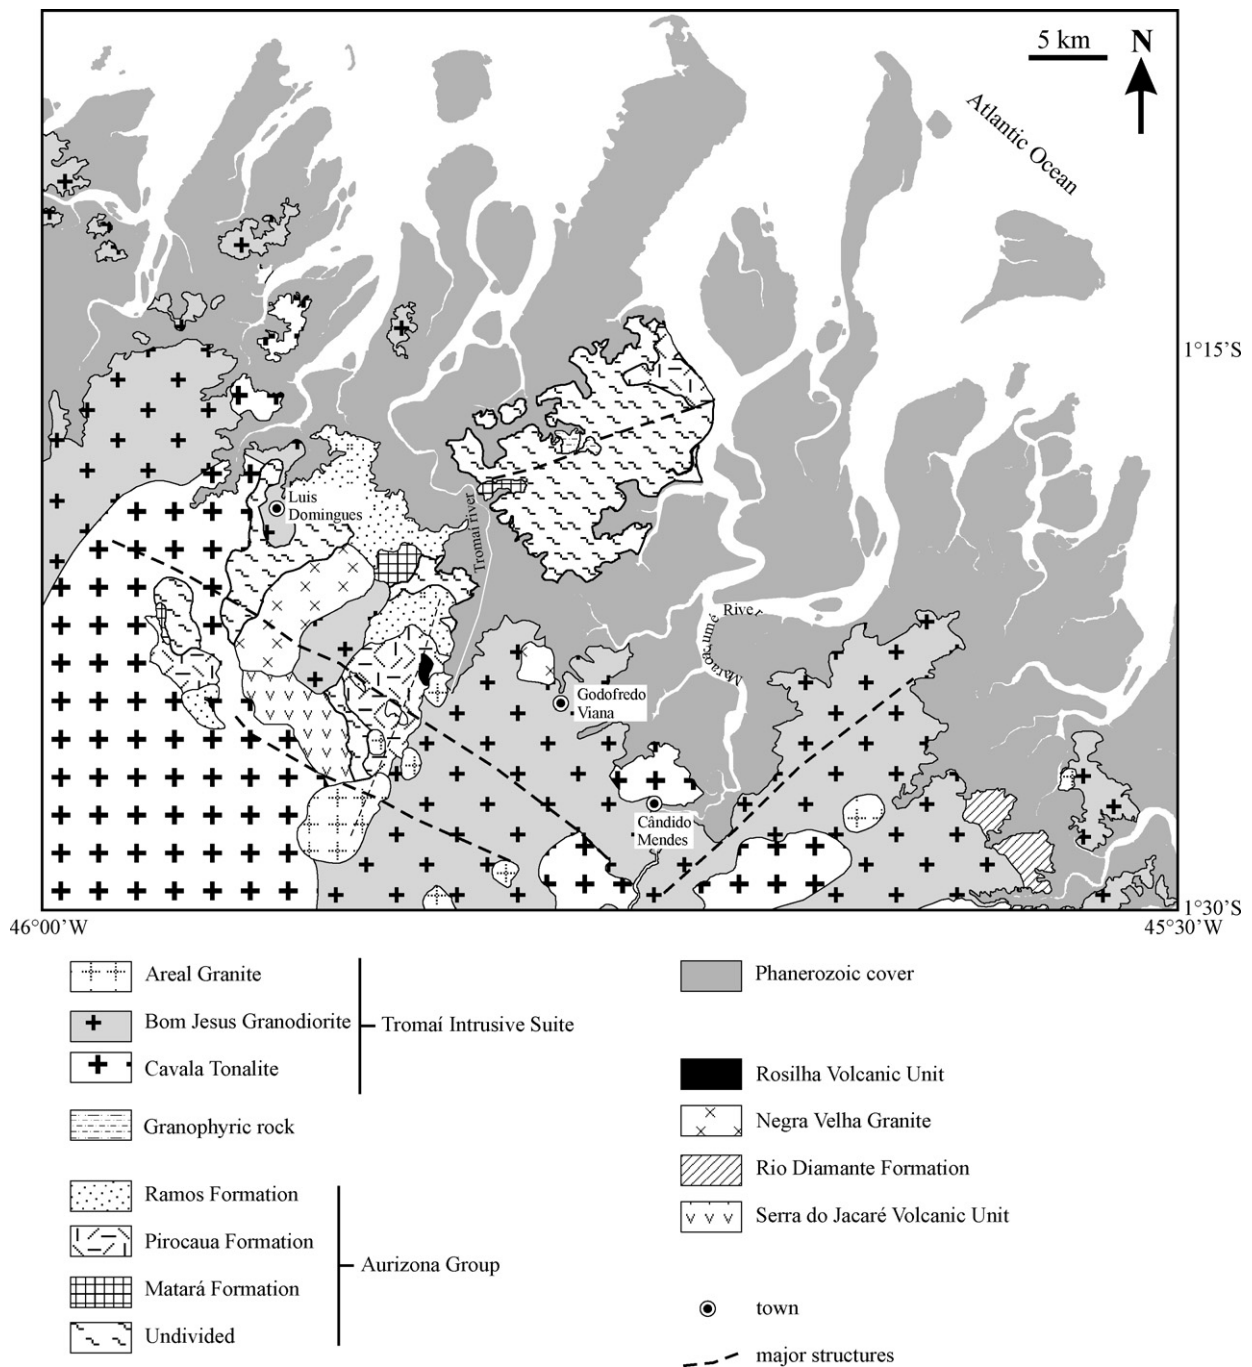 5 km
N
Atlantic Ocean
1°15'S
Luis
Domingues
Tromaí river
Maracaçumé River
Godofredo
Viana
Cândido
Mendes
1°30'S
46°00'W
45°30'W
Areal Granite
Bom Jesus Granodiorite
Cavala Tonalite
Tromaí Intrusive Suite
Granophyric rock
Ramos Formation
Pirocaua Formation
Matará Formation
Undivided
Aurizona Group
Phanerozoic cover
Rosilha Volcanic Unit
Negra Velha Granite
Rio Diamante Formation
Serra do Jacaré Volcanic Unit
town
major structures